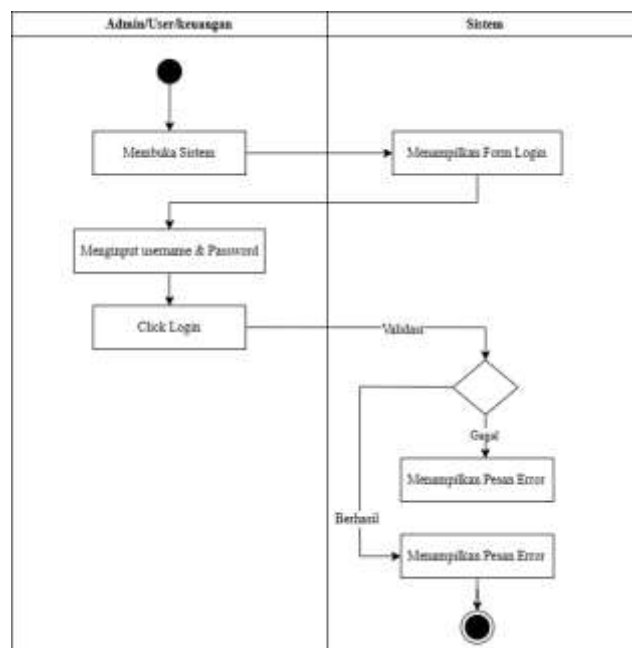 Admin/User/keuangan
Sistem
Membuka Sistem
Menampilkan Form Login
Menginput username & Password
Click Login
Validasi
Gagal
Menampilkan Pesan Error
Berhasil
Menampilkan Pesan Error